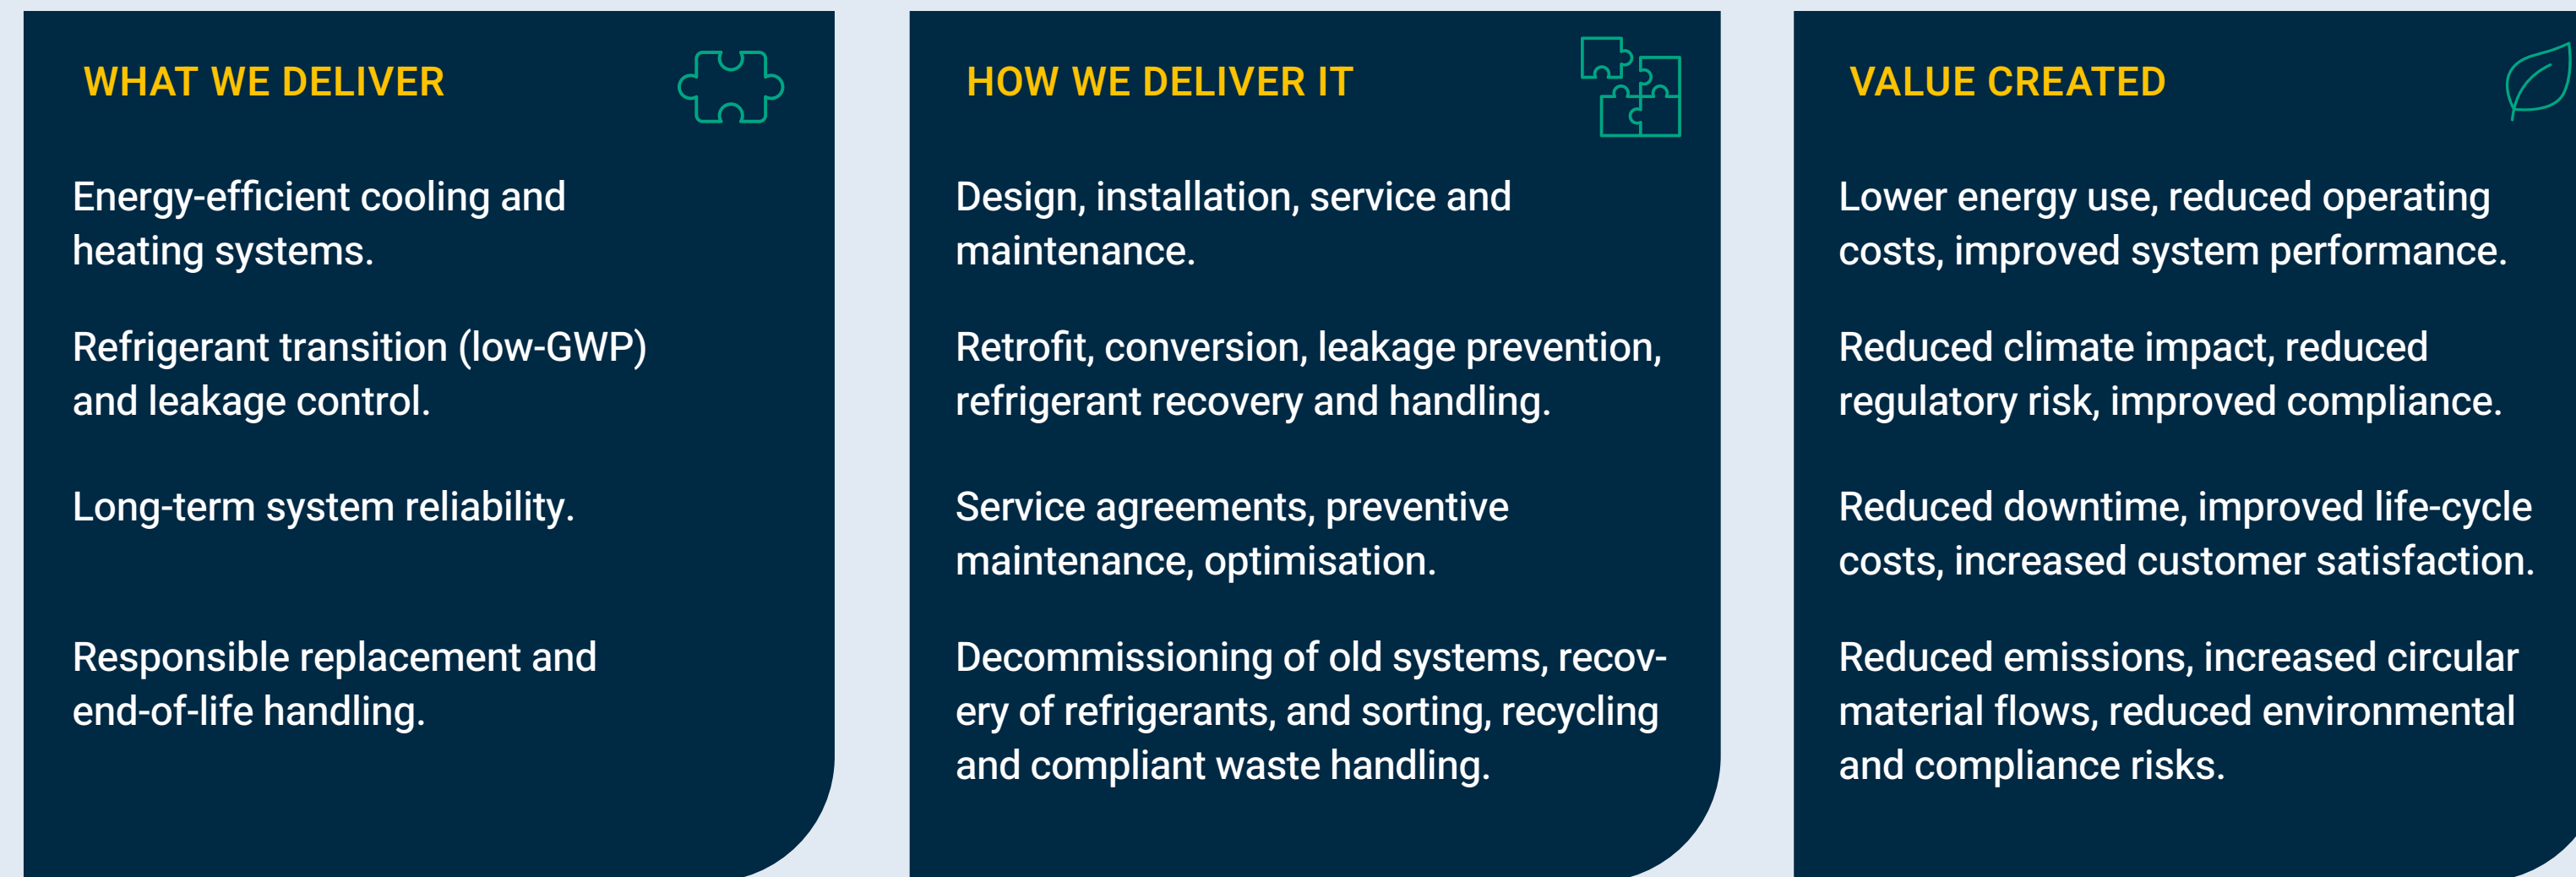 WHAT WE DELIVER
Energy-efficient cooling and
heating systems.
Refrigerant transition (low-GWP)
and leakage control.
Long-term system reliability.
Responsible replacement and
end-of-life handling.
HOW WE DELIVER IT
Design, installation, service and
maintenance.
Retrofit, conversion, leakage prevention,
refrigerant recovery and handling.
Service agreements, preventive
maintenance, optimisation.
Decommissioning of old systems, recov-
ery of refrigerants, and sorting, recycling
and compliant waste handling.
VALUE CREATED
Lower energy use, reduced operating
costs, improved system performance.
Reduced climate impact, reduced
regulatory risk, improved compliance.
Reduced downtime, improved life-cycle
costs, increased customer satisfaction.
Reduced emissions, increased circular
material flows, reduced environmental
and compliance risks.